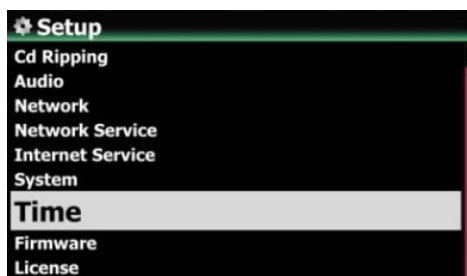 Setup
Cd Ripping
Audio
Network
Network Service
Internet Service
System
Time
Firmware
License